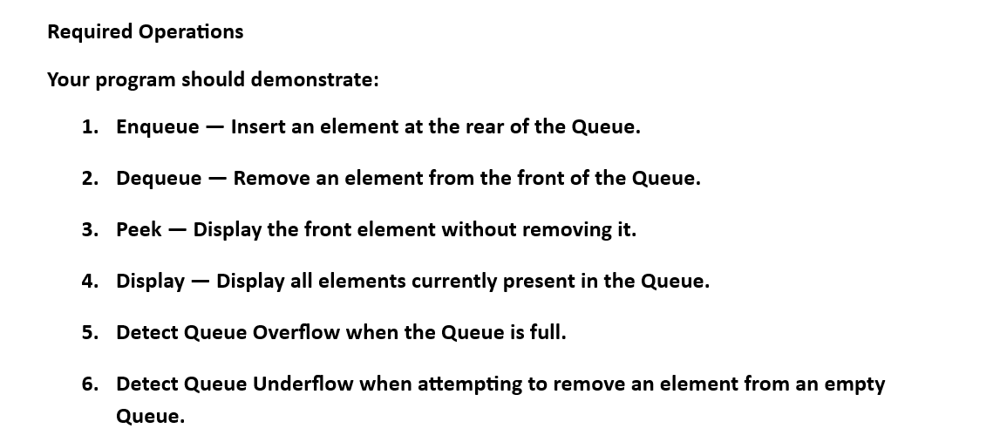 Required Operations
Your program should demonstrate:
1. Enqueue — Insert an element at the rear of the Queue.
2. Dequeue — Remove an element from the front of the Queue.
3. Peek — Display the front element without removing it.
4. Display — Display all elements currently present in the Queue.
5. Detect Queue Overflow when the Queue is full.
6. Detect Queue Underflow when attempting to remove an element from an empty
Queue.